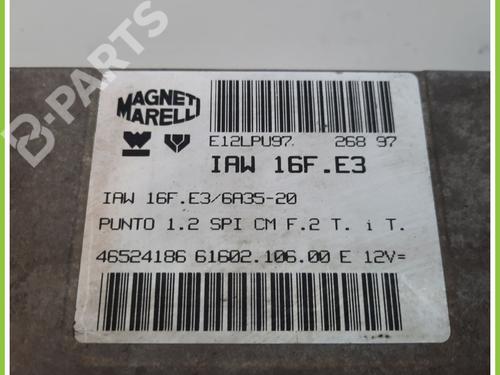 B-PARTS
MAGNETI
MARELLI
E12LPU97 268 97
IAW 16F.E3
IAW 16F.E3/6A35-20
PUNTO 1.2 SPI CM F.2 T. i T.
46524186 61602.106.00 E 12V=